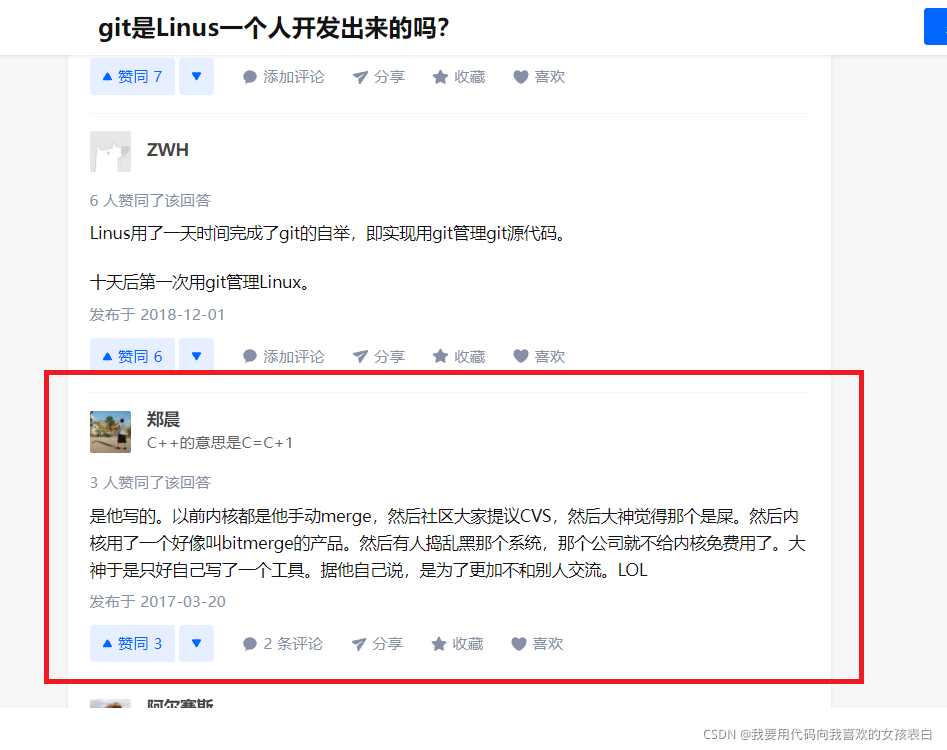 git是Linus一个人开发出来的吗？
赞同 7 添加评论 分享 收藏 喜欢
ZWH
6 人赞同了该回答
Linus用了一天时间完成了git的自举，即实现用git管理git源代码。
十天后第一次用git管理Linux。
发布于 2018-12-01
赞同 6 添加评论 分享 收藏 喜欢
郑晨
C++的意思是C=C+1
3 人赞同了该回答
是他写的。以前内核都是他手动merge，然后社区大家提议CVS，然后大神觉得那个是屎。然后内
核用了一个好像叫bitmerge的产品。然后有人捣乱黑那个系统，那个公司就不给内核免费用了。大
神于是只好自己写了一个工具。据他自己说，是为了更加不和别人交流。LOL
发布于 2017-03-20
赞同 3 2 条评论 分享 收藏 喜欢
阿尔赛斯
CSDN @我要用代码向我喜欢的女孩表白